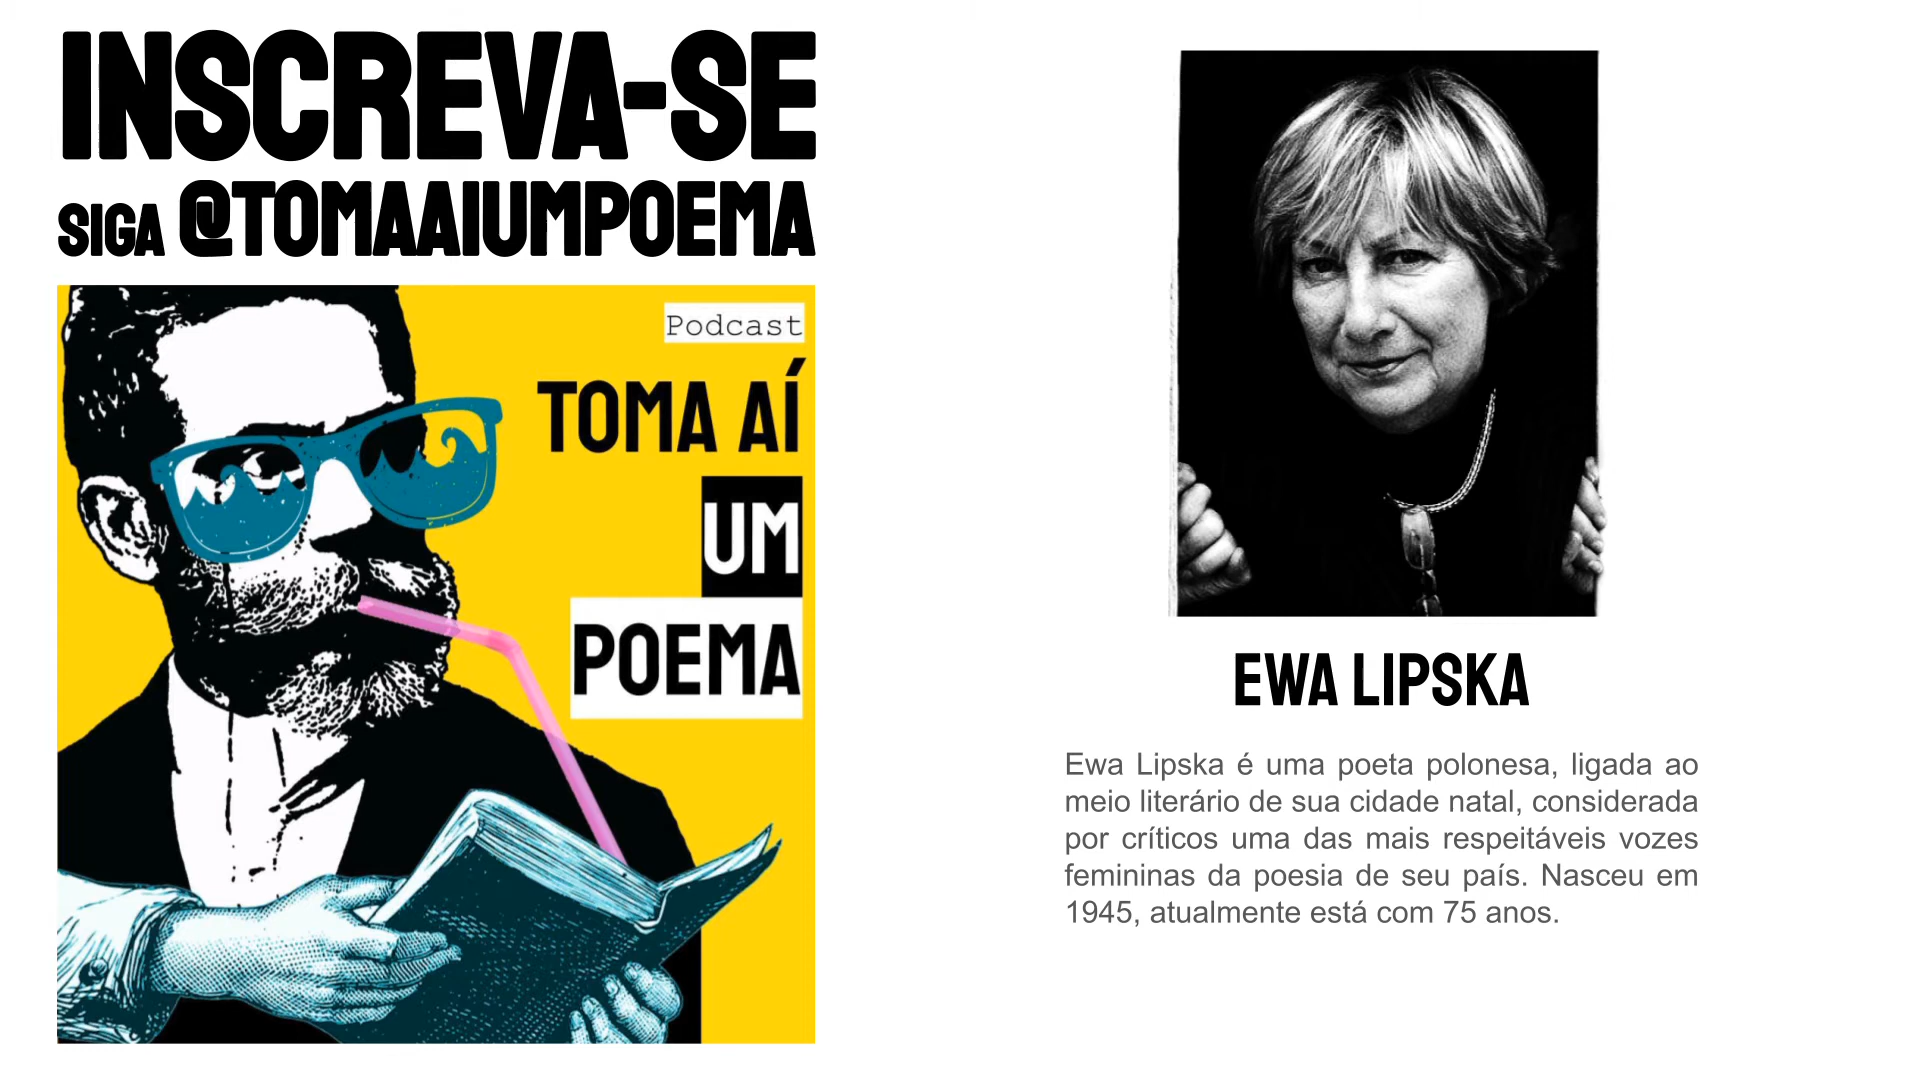 INSCREVA-SE
SIGA @TOMAAIUMPOEMA
Podcast
TOMA AÍ
UM
POEMA
EWA LIPSKA
Ewa Lipska é uma poeta polonesa, ligada ao
meio literário de sua cidade natal, considerada
por críticos uma das mais respeitáveis vozes
femininas da poesia de seu país. Nasceu em
1945, atualmente está com 75 anos.